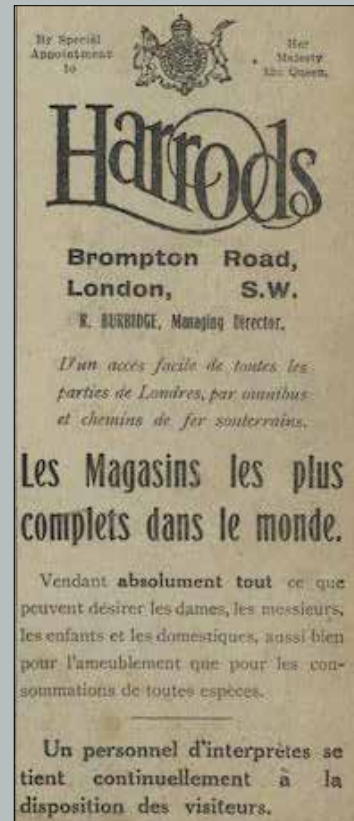 By Special
Appointment
to
Her
Majesty
the Queen.
Harrods
Brompton Road,
London, S.W.
R. BURBIDGE, Managing Director.
D'un accès facile de toutes les
parties de Londres, par omnibus
et chemins de fer souterrains.
Les Magasins les plus
complets dans le monde.
Vendant absolument tout ce que
peuvent désirer les dames, les messieurs,
les enfants et les domestiques, aussi bien
pour l'ameublement que pour les con-
sommations de toutes espèces.
Un personnel d'interprètes se
tient continuellement à la
disposition des visiteurs.